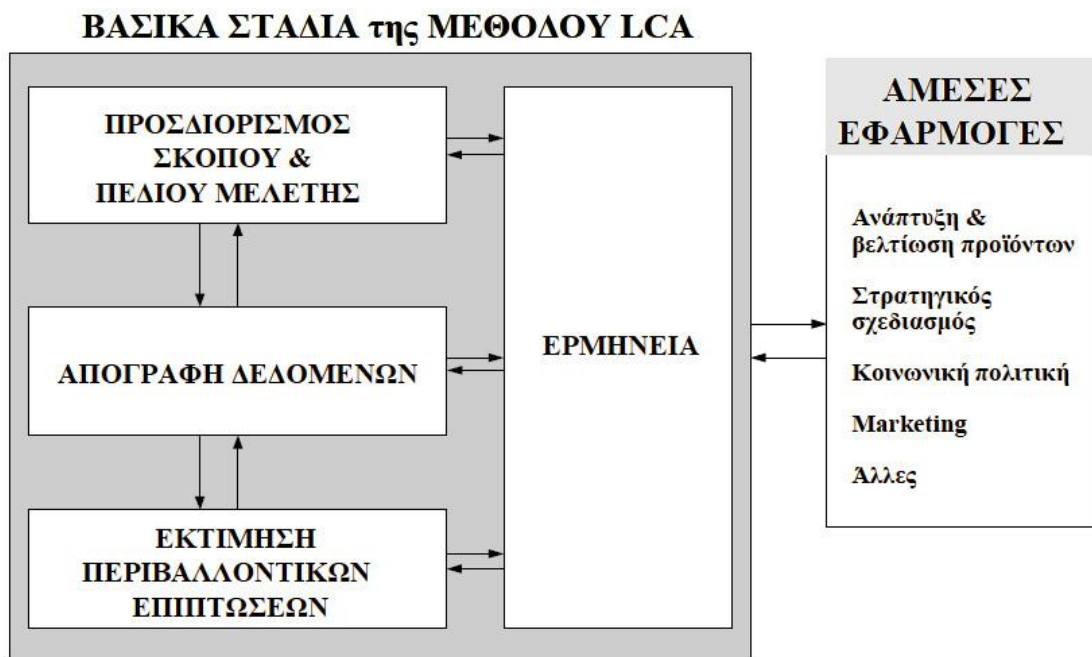 ΒΑΣΙΚΑ ΣΤΑΔΙΑ της ΜΕΘΟΔΟΥ LCA
ΠΡΟΣΔΙΟΡΙΣΜΟΣ
ΣΚΟΠΟΥ &
ΠΕΔΙΟΥ ΜΕΛΕΤΗΣ
ΑΠΟΓΡΑΦΗ ΔΕΔΟΜΕΝΩΝ
ΕΚΤΙΜΗΣΗ
ΠΕΡΙΒΑΛΛΟΝΤΙΚΩΝ
ΕΠΙΠΤΩΣΕΩΝ
ΕΡΜΗΝΕΙΑ
ΑΜΕΣΕΣ
ΕΦΑΡΜΟΓΕΣ
Ανάπτυξη &
βελτίωση προϊόντων
Στρατηγικός
σχεδιασμός
Κοινωνική πολιτική
Marketing
Άλλες